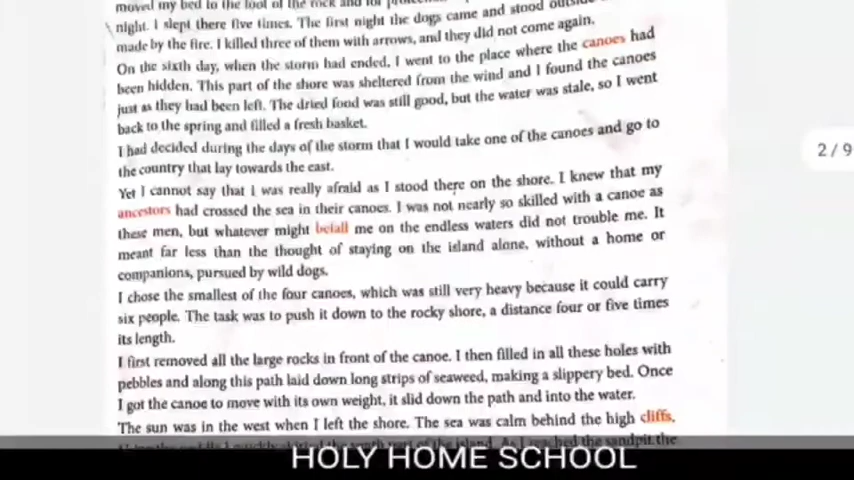 moved my bed to the foot of the rock and for
night. I slept there five times. The first night the dogs came and stood outside
made by the fire. I killed three of them with arrows, and they did not come again.
On the sixth day, when the storm had ended, I went to the place where the canoes had
been hidden. This part of the shore was sheltered from the wind and I found the canoes
just as they had been left. The dried food was still good, but the water was stale, so I went
back to the spring and filled a fresh basket.
I had decided during the days of the storm that I would take one of the canoes and go to
the country that lay towards the east.
Yet I cannot say that I was really afraid as I stood there on the shore. I knew that my
ancestors had crossed the sea in their canoes. I was not nearly so skilled with a canoe as
these men, but whatever might befall me on the endless waters did not trouble me. It
meant far less than the thought of staying on the island alone, without a home or
companions, pursued by wild dogs.
I chose the smallest of the four canoes, which was still very heavy because it could carry
six people. The task was to push it down to the rocky shore, a distance four or five times
its length.
I first removed all the large rocks in front of the canoe. I then filled in all these holes with
pebbles and along this path laid down long strips of seaweed, making a slippery bed. Once
I got the canoe to move with its own weight, it slid down the path and into the water.
The sun was in the west when I left the shore. The sea was calm behind the high cliffs.
the south part of the island. As I reached the sandpit the
2/9
HOLY HOME SCHOOL